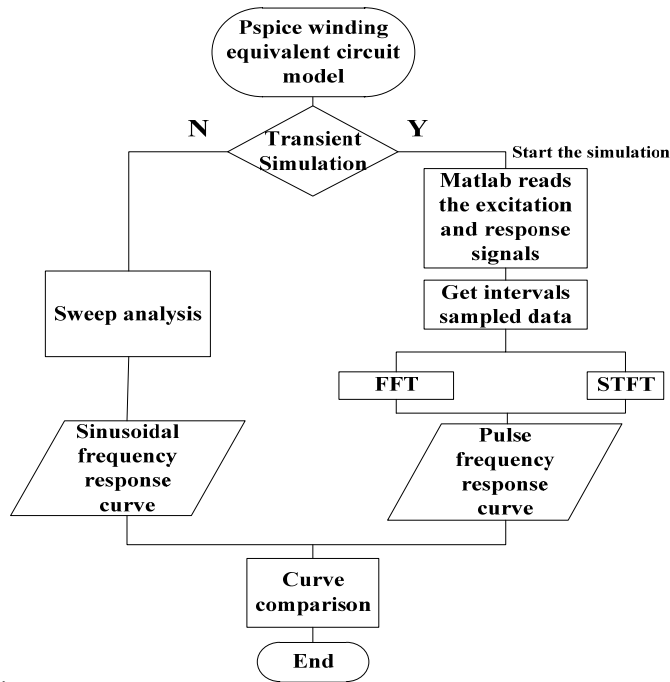 Pspice winding
equivalent circuit
model
N
Transient
Simulation
Y
Start the simulation
Matlab reads
the excitation
and response
signals
Get intervals
sampled data
Sweep analysis
FFT
STFT
Sinusoidal
frequency
response
curve
Pulse
frequency
response
curve
Curve
comparison
End